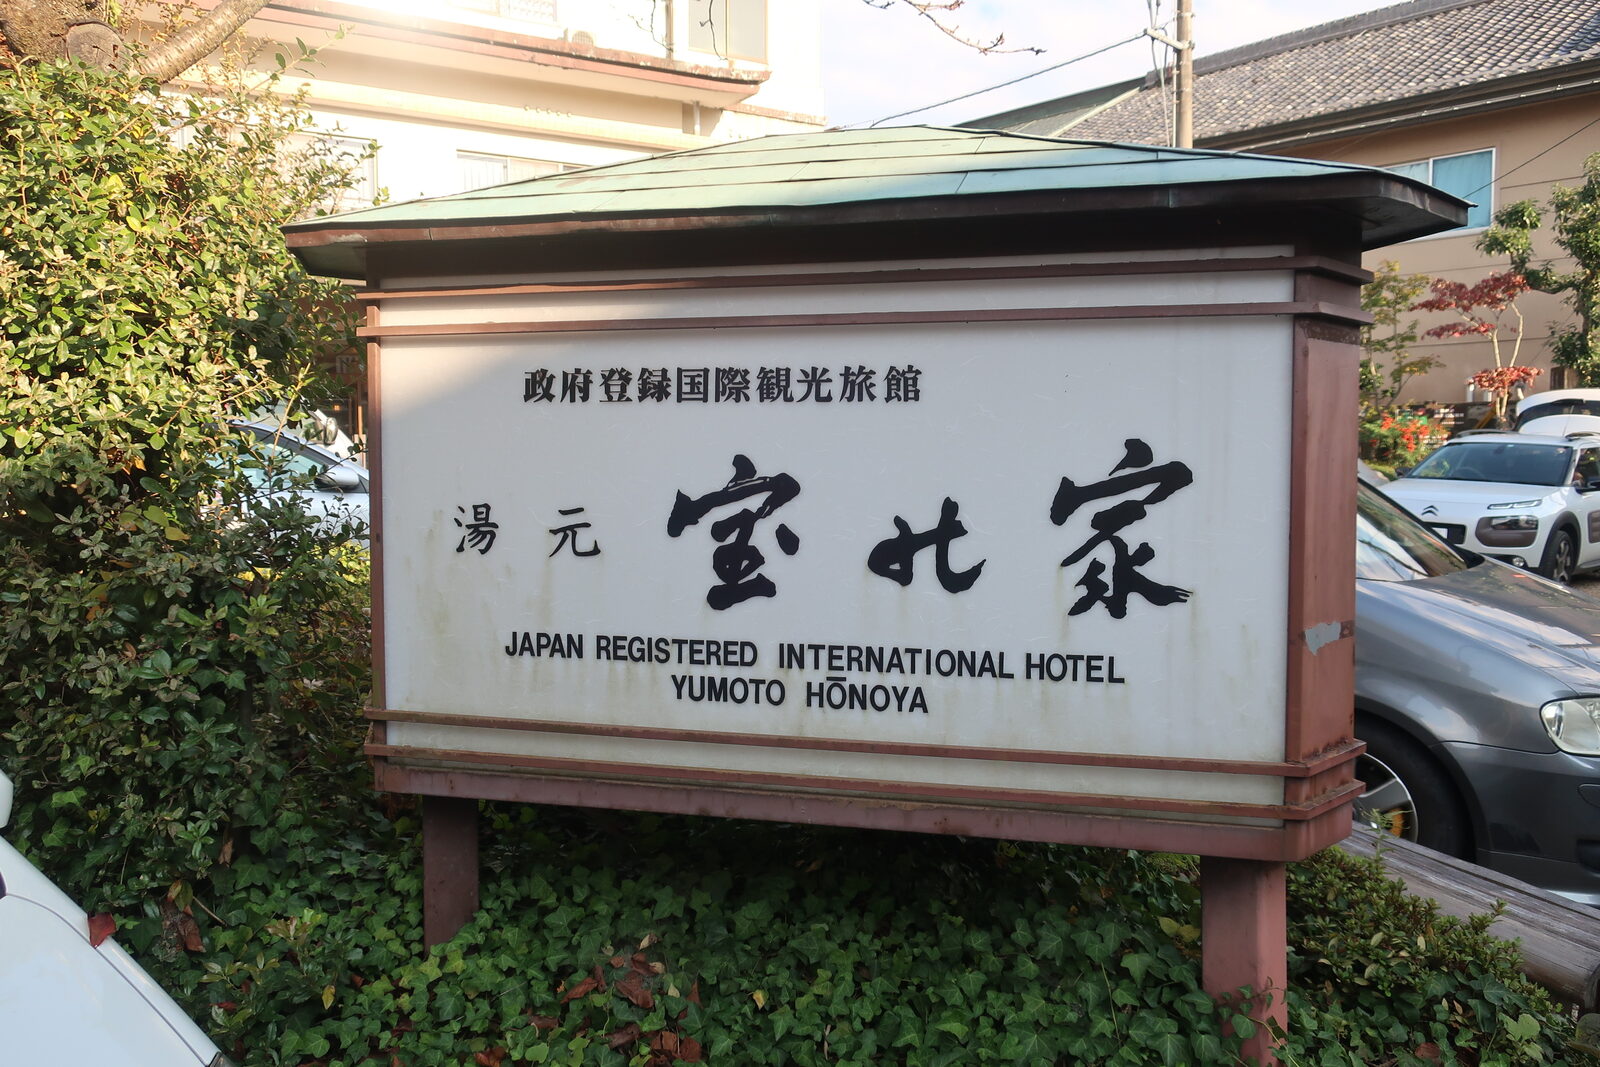 政府登録国際観光旅館
湯元 宝の家
JAPAN REGISTERED INTERNATIONAL HOTEL
YUMOTO HŌNOYA